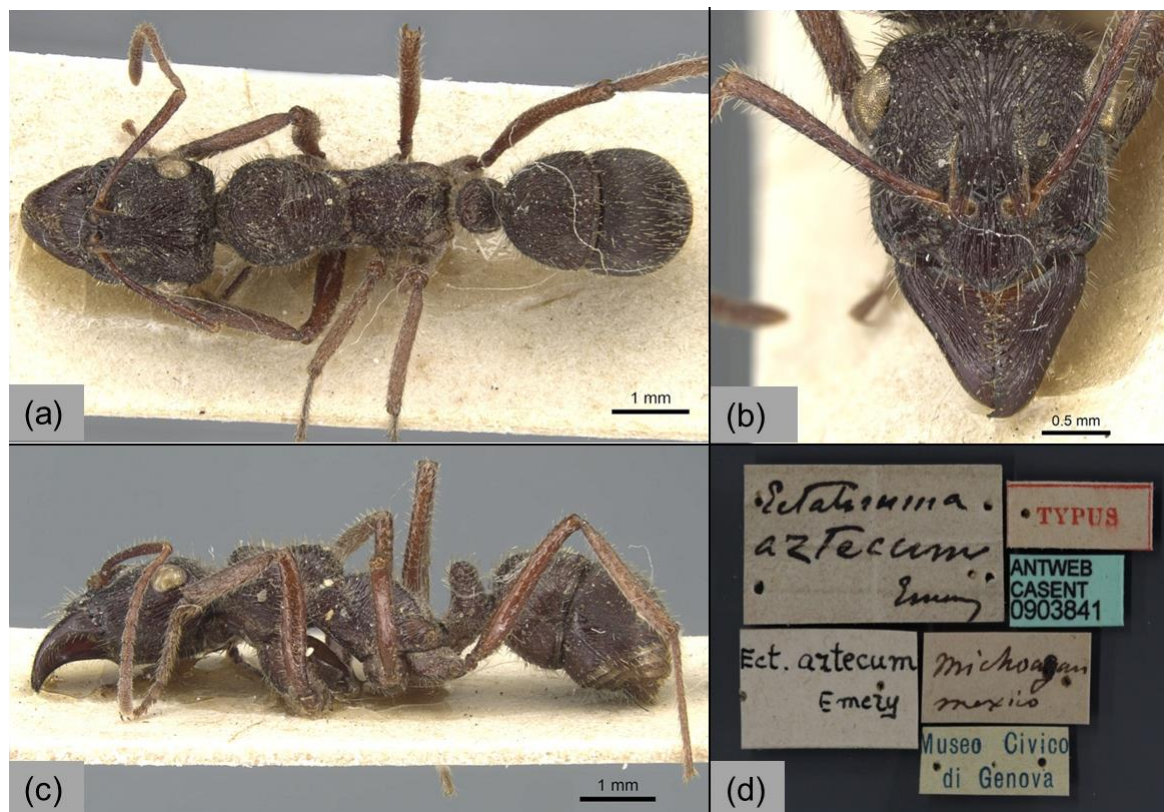 (a)
1 mm
(b)
0.5 mm
(c)
1 mm
(d)
Ectatomma
aztecum
Emery
TYPUS
ANTWEB
CASENT
0903841
Ect. aztecum
Emery
Michoagan
mexico
Museo Civico
di Genova